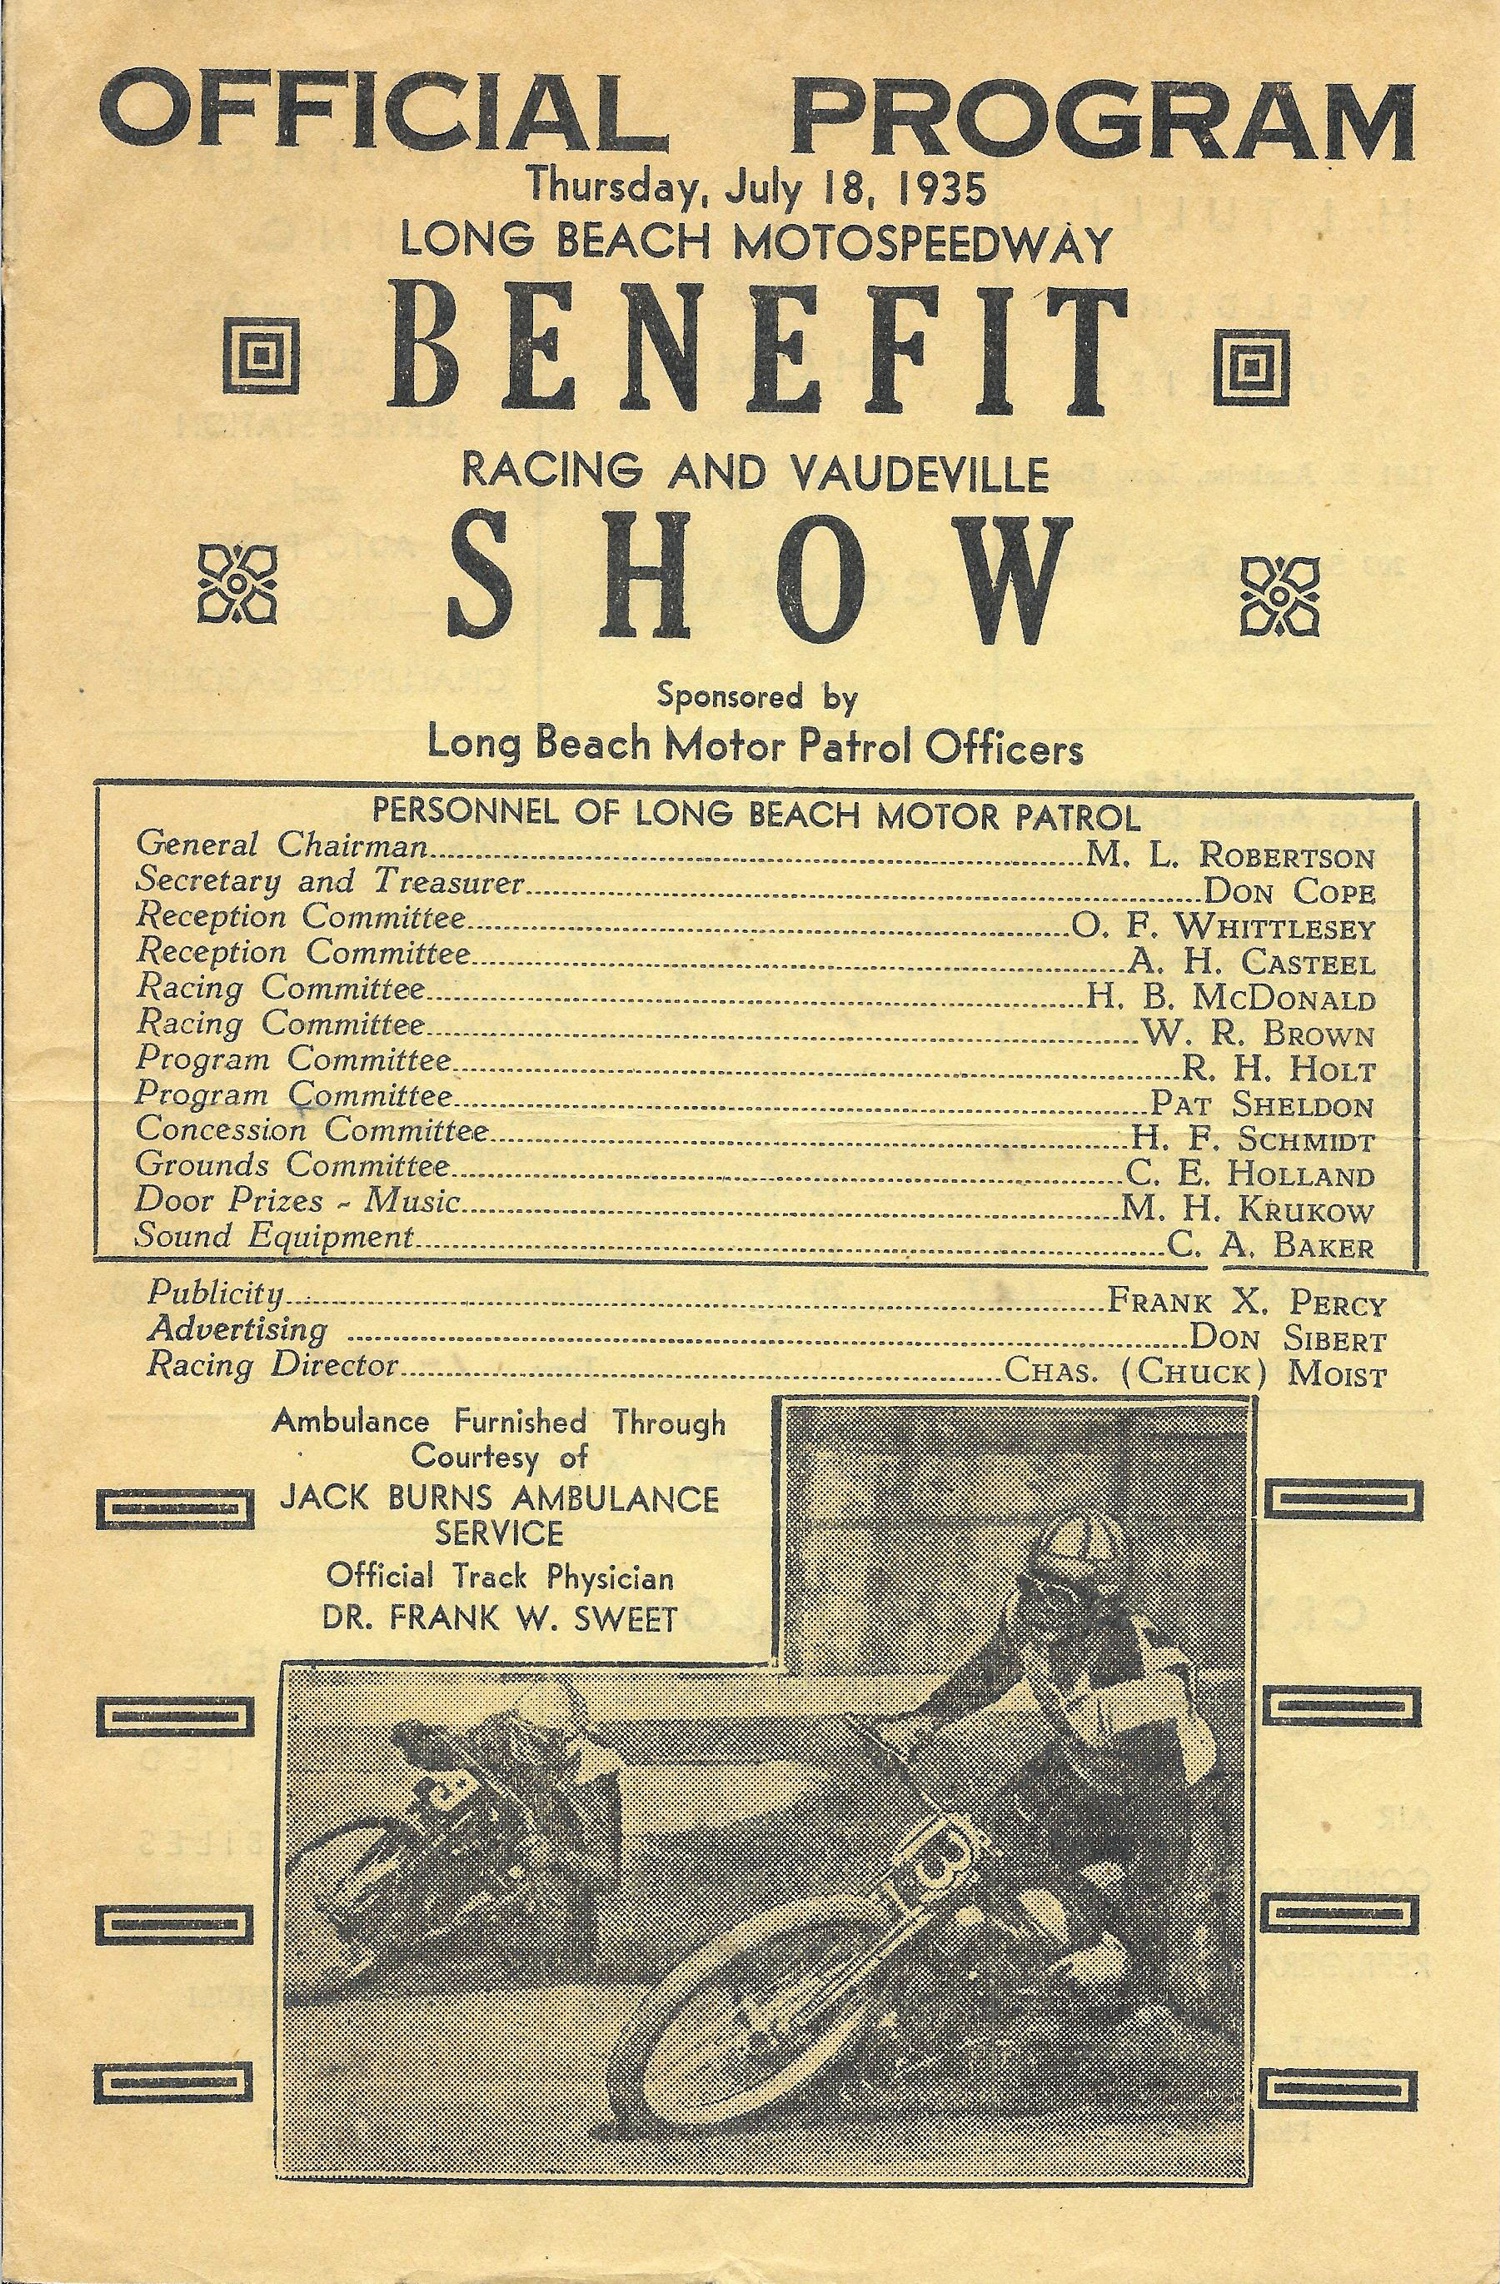 OFFICIAL PROGRAM
Thursday, July 18, 1935
LONG BEACH MOTOSPEEDWAY
BENEFIT
RACING AND VAUDEVILLE
SHOW
Sponsored by
Long Beach Motor Patrol Officers
PERSONNEL OF LONG BEACH MOTOR PATROL
General Chairman........M. L. ROBERTSON
Secretary and Treasurer........DON COPE
Reception Committee........O. F. WHITTLESEY
Reception Committee........A. H. CASTEEL
Racing Committee........H. B. MCDONALD
Racing Committee........W. R. BROWN
Program Committee........R. H. HOLT
Program Committee........PAT SHELDON
Concession Committee........H. F. SCHMIDT
Grounds Committee........C. E. HOLLAND
Door Prizes ~ Music........M. H. KRUKOW
Sound Equipment........C. A. BAKER
Publicity........FRANK X. PERCY
Advertising ........DON SIBERT
Racing Director........CHAS. (CHUCK) MOIST
Ambulance Furnished Through
Courtesy of
JACK BURNS AMBULANCE
SERVICE
Official Track Physician
DR. FRANK W. SWEET
13